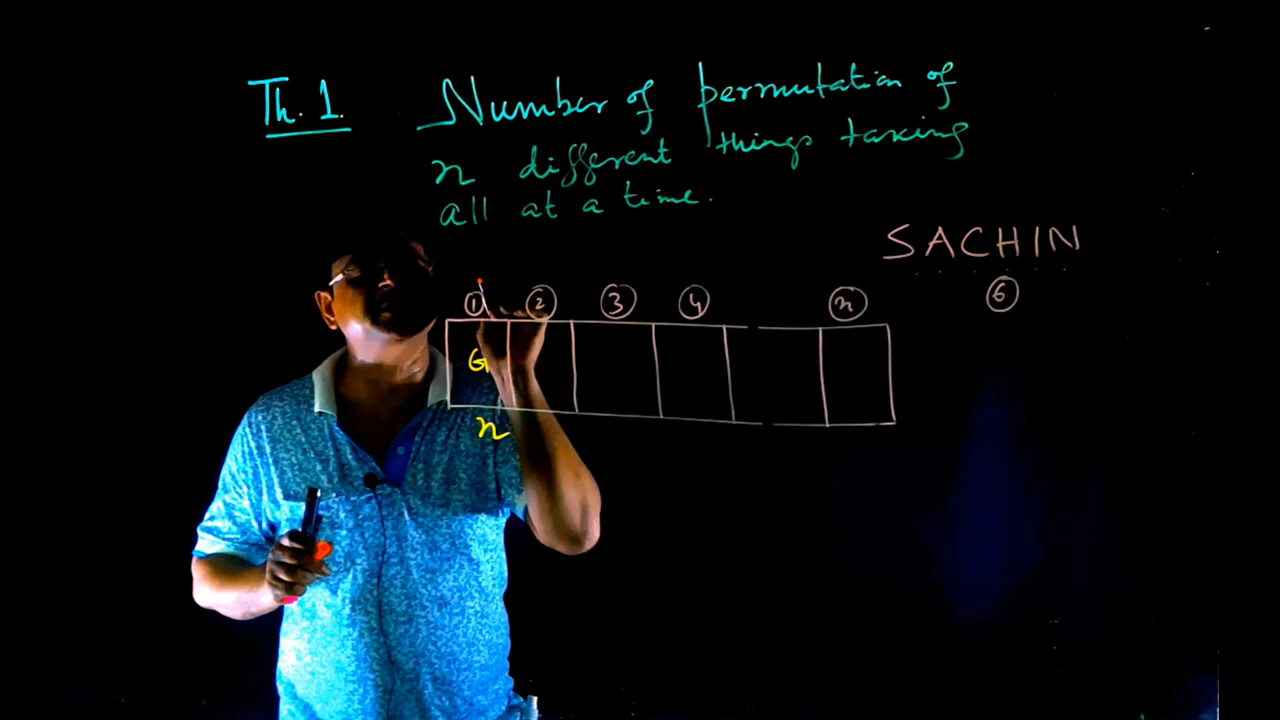 Th. 1. Number of permutation of
n different things taking
all at a time.
SACHIN
① ② ③ ④ ⓝ ⑥
G
n